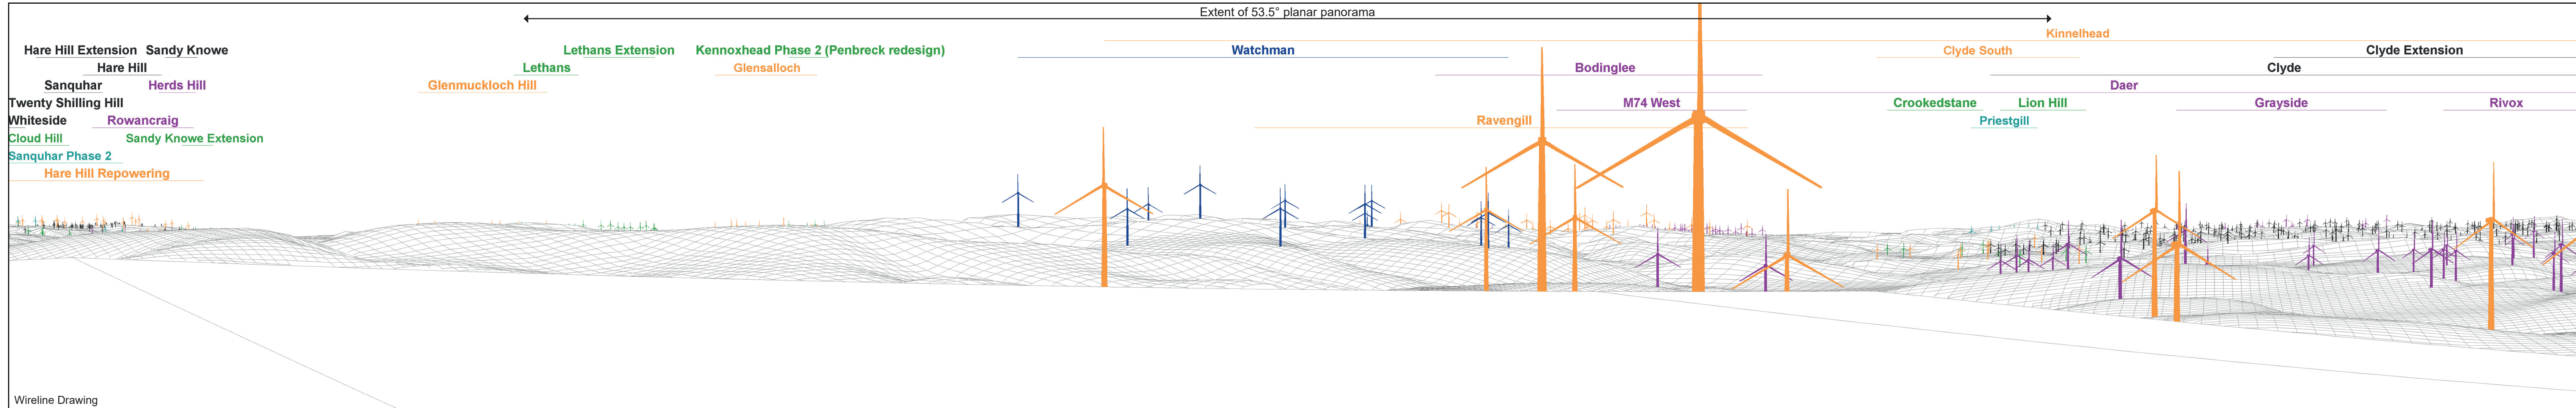 Extent of 53.5° planar panorama
Kinnelhead
Hare Hill Extension Sandy Knowe Lethans Extension Kennoxhead Phase 2 (Penbreck redesign) Watchman Clyde South Clyde Extension
Hare Hill Lethans Glensalloch Bodinglee Clyde
Sanquhar Herds Hill Glenmuckloch Hill Daer
Twenty Shilling Hill M74 West Crookedstane Lion Hill Grayside Rivox
Whiteside Rowancraig Ravengill Priestgill
Cloud Hill Sandy Knowe Extension
Sanquhar Phase 2
Hare Hill Repowering
Wireline Drawing